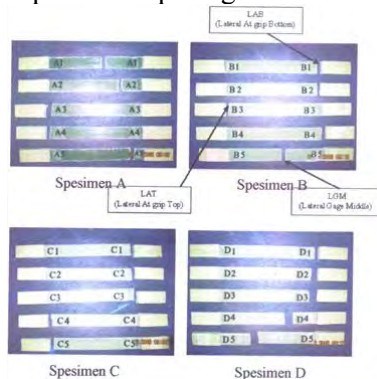 LAB
(Lateral At grip Bottom)
A1 A1
A2 A2
A3 A3
A4 A4
A5
B1 B1
B2 B2
B3 B3
B4 B4
B5 B5
Spesimen A
Spesimen B
LAT
(Lateral At grip Top)
LGM
(Lateral Gage Middle)
C1 C1
C2 C2
C3 C3
C4 C4
C5 C5
D1 D1
D2 D2
D3 D3
D4 D4
D5 D5
Spesimen C
Spesimen D